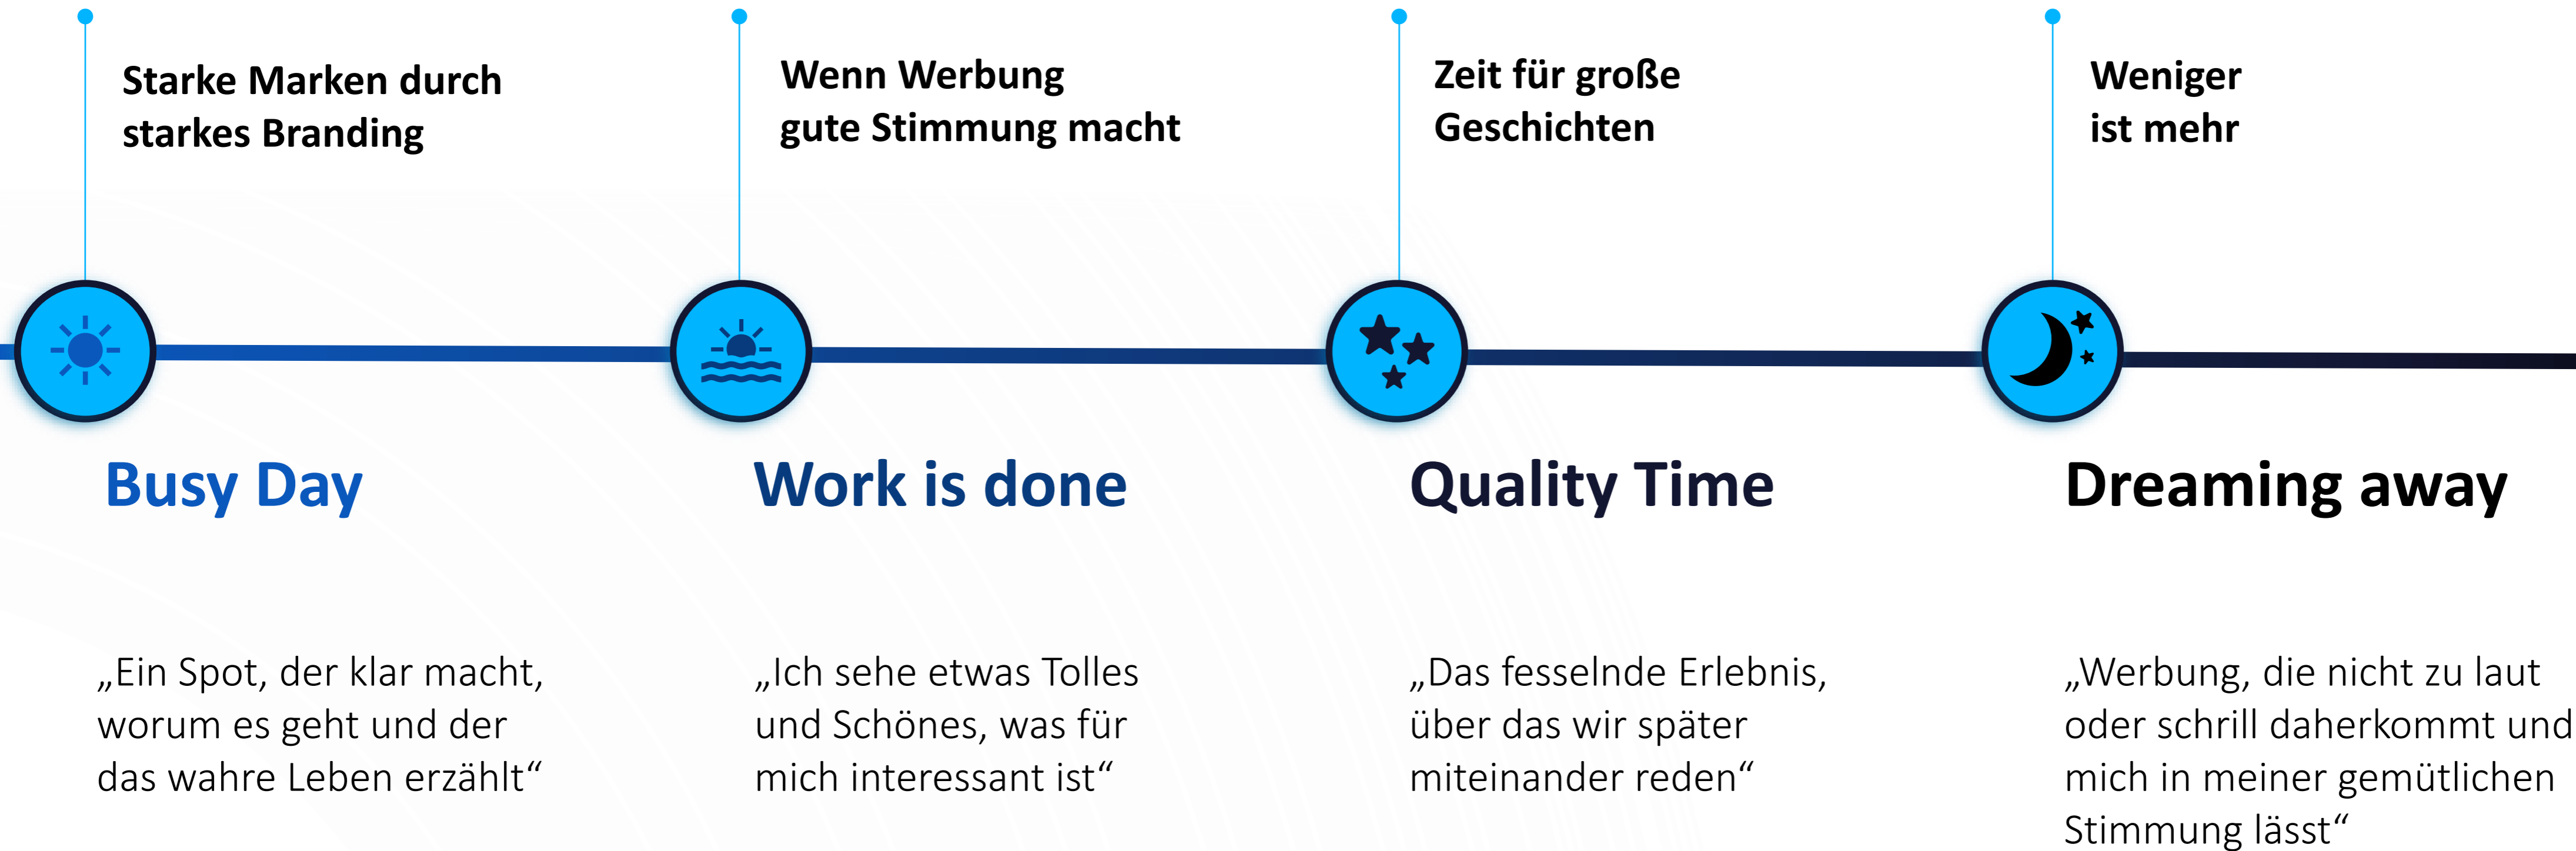 Starke Marken durch
starkes Branding
Wenn Werbung
gute Stimmung macht
Zeit für große
Geschichten
Weniger
ist mehr
Busy Day
Work is done
Quality Time
Dreaming away
„Ein Spot, der klar macht,
worum es geht und der
das wahre Leben erzählt“
„Ich sehe etwas Tolles
und Schönes, was für
mich interessant ist“
„Das fesselnde Erlebnis,
über das wir später
miteinander reden“
„Werbung, die nicht zu laut
oder schrill daherkommt und
mich in meiner gemütlichen
Stimmung lässt“